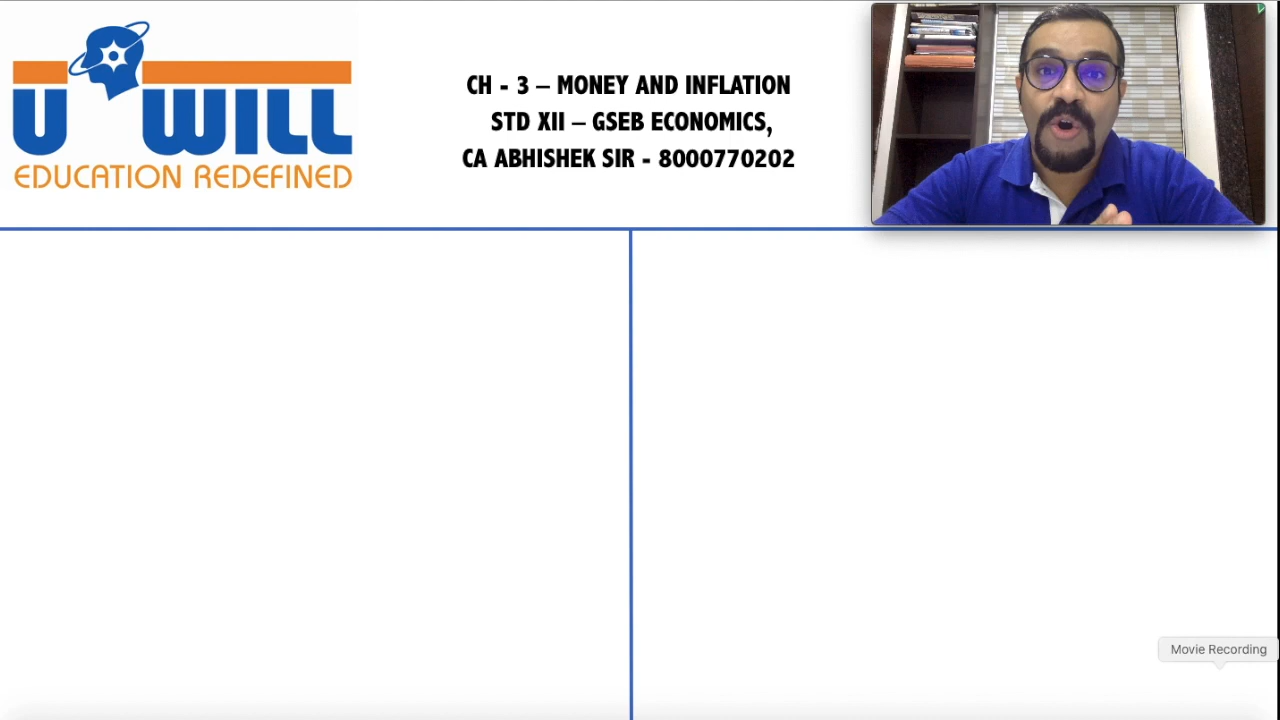 U WILL
EDUCATION REDEFINED
CH - 3 – MONEY AND INFLATION
STD XII – GSEB ECONOMICS,
CA ABHISHEK SIR - 8000770202
Movie Recording